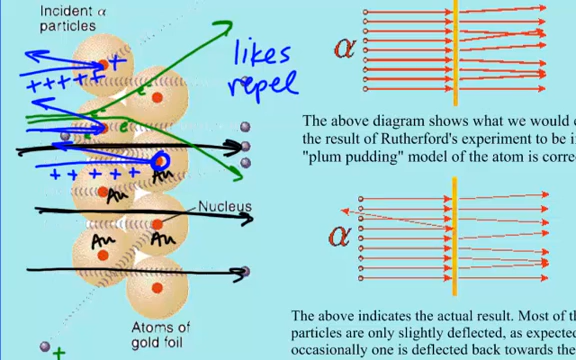 Incident α
particles
+
+++++
e-
e-
likes
repel
+++++
Au
Au
Au
Au
Nucleus
+
Atoms of
gold foil
α
The above diagram shows what we would
the result of Rutherford's experiment to be i
"plum pudding" model of the atom is corre
α
The above indicates the actual result. Most of th
particles are only slightly deflected, as expected
occasionally one is deflected back towards the